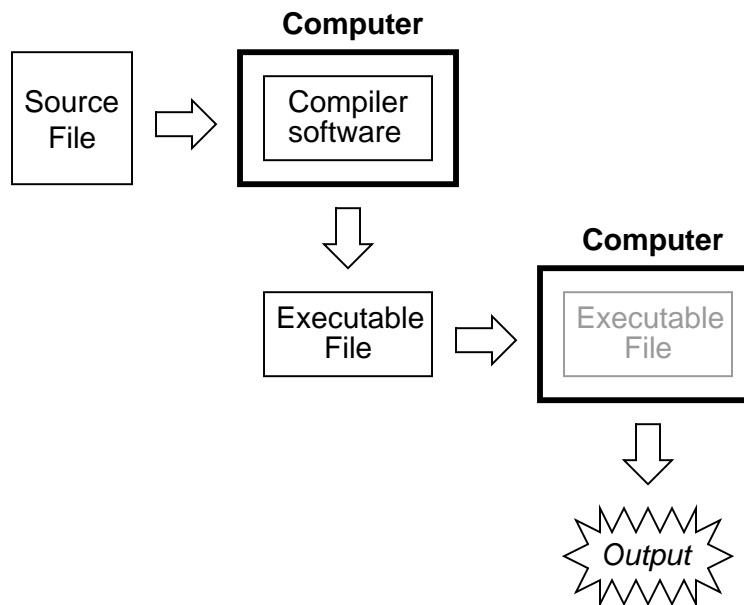 Computer
Source
File
Compiler
software
Computer
Executable
File
Executable
File
Output